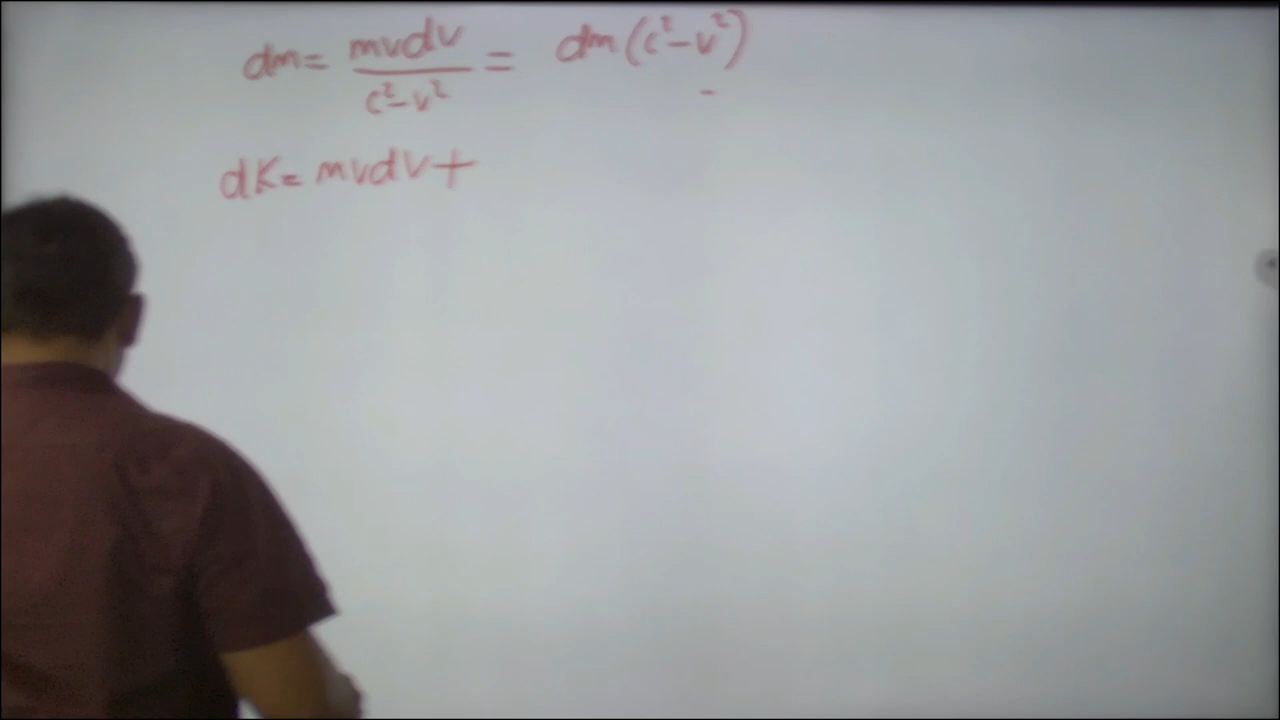 dm = mvdv / c²-v² = dm (c²-v²)
dK = mvdv +